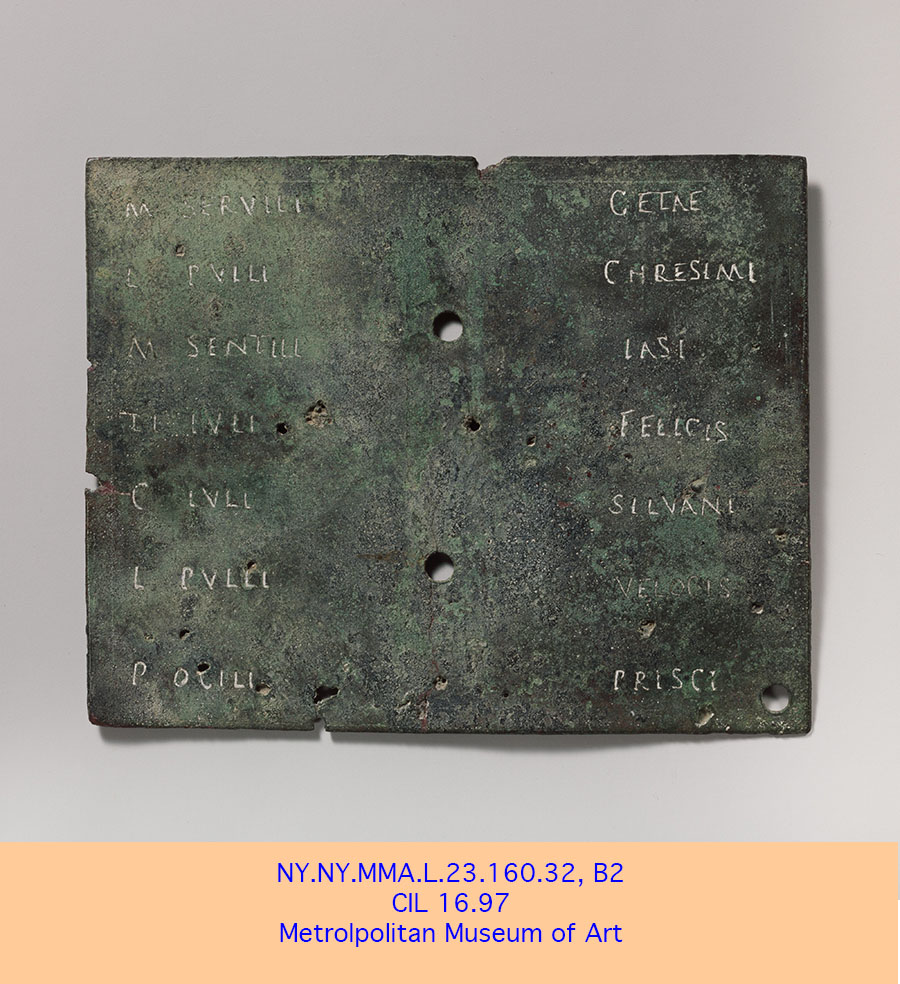 M SERVILI GETAE
L PVLLI CHRESIMI
M SENTILI IASI
TI IVLI FELICIS
C IVLI SILVANI
L PVLLI VELOCIS
P OCILI PRISCI
NY.NY.MMA.L.23.160.32, B2
CIL 16.97
Metrolpolitan Museum of Art